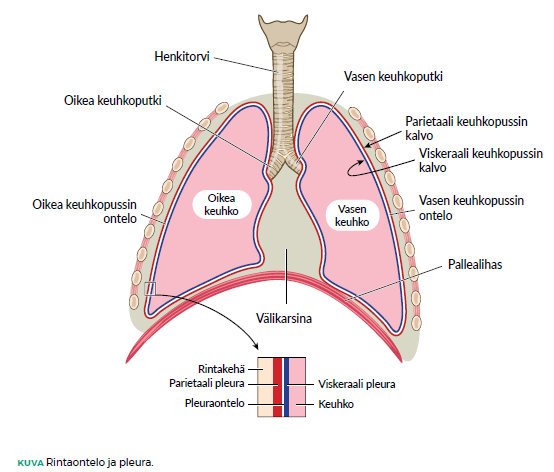 Henkitorvi
Vasen keuhkoputki
Oikea keuhkoputki
Parietaali keuhkopussin
kalvo
Viskeraali keuhkopussin
kalvo
Oikea keuhkopussin
ontelo
Oikea
keuhko
Vasen
keuhko
Vasen keuhkopussin
ontelo
Pallealihas
Välikarsina
Rintakehä
Parietaali pleura
Pleuraontelo
Viskeraali pleura
Keuhko
KUVA Rintaontelo ja pleura.